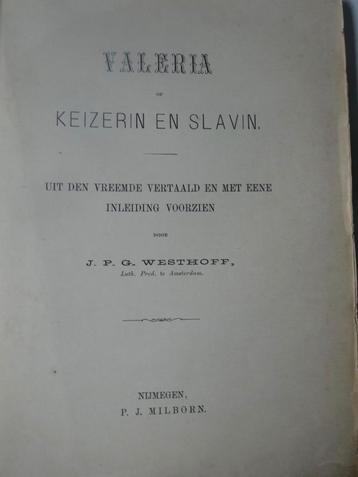 VALERIA
OF
KEIZERIN EN SLAVIN.
UIT DEN VREEMDE VERTAALD EN MET EENE
INLEIDING VOORZIEN
DOOR
J. P. G. WESTHOFF,
Luth. Pred. te Amsterdam.
NIJMEGEN,
P. J. MILBORN.